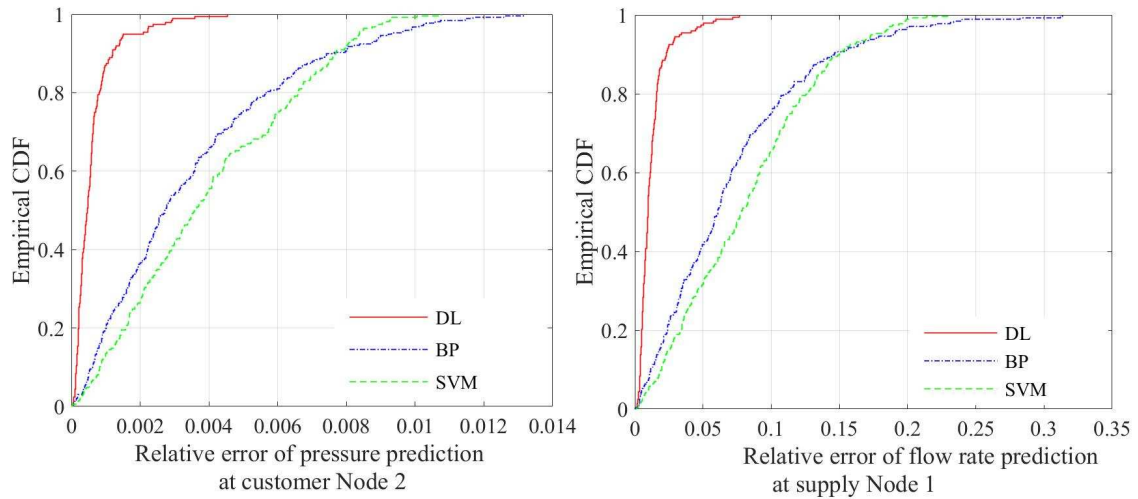 Empirical CDF
1
0.8
0.6
0.4
0.2
0
DL
BP
SVM
0 0.002 0.004 0.006 0.008 0.01 0.012 0.014
Relative error of pressure prediction
at customer Node 2
Empirical CDF
1
0.8
0.6
0.4
0.2
0
DL
BP
SVM
0 0.05 0.1 0.15 0.2 0.25 0.3 0.35
Relative error of flow rate prediction
at supply Node 1